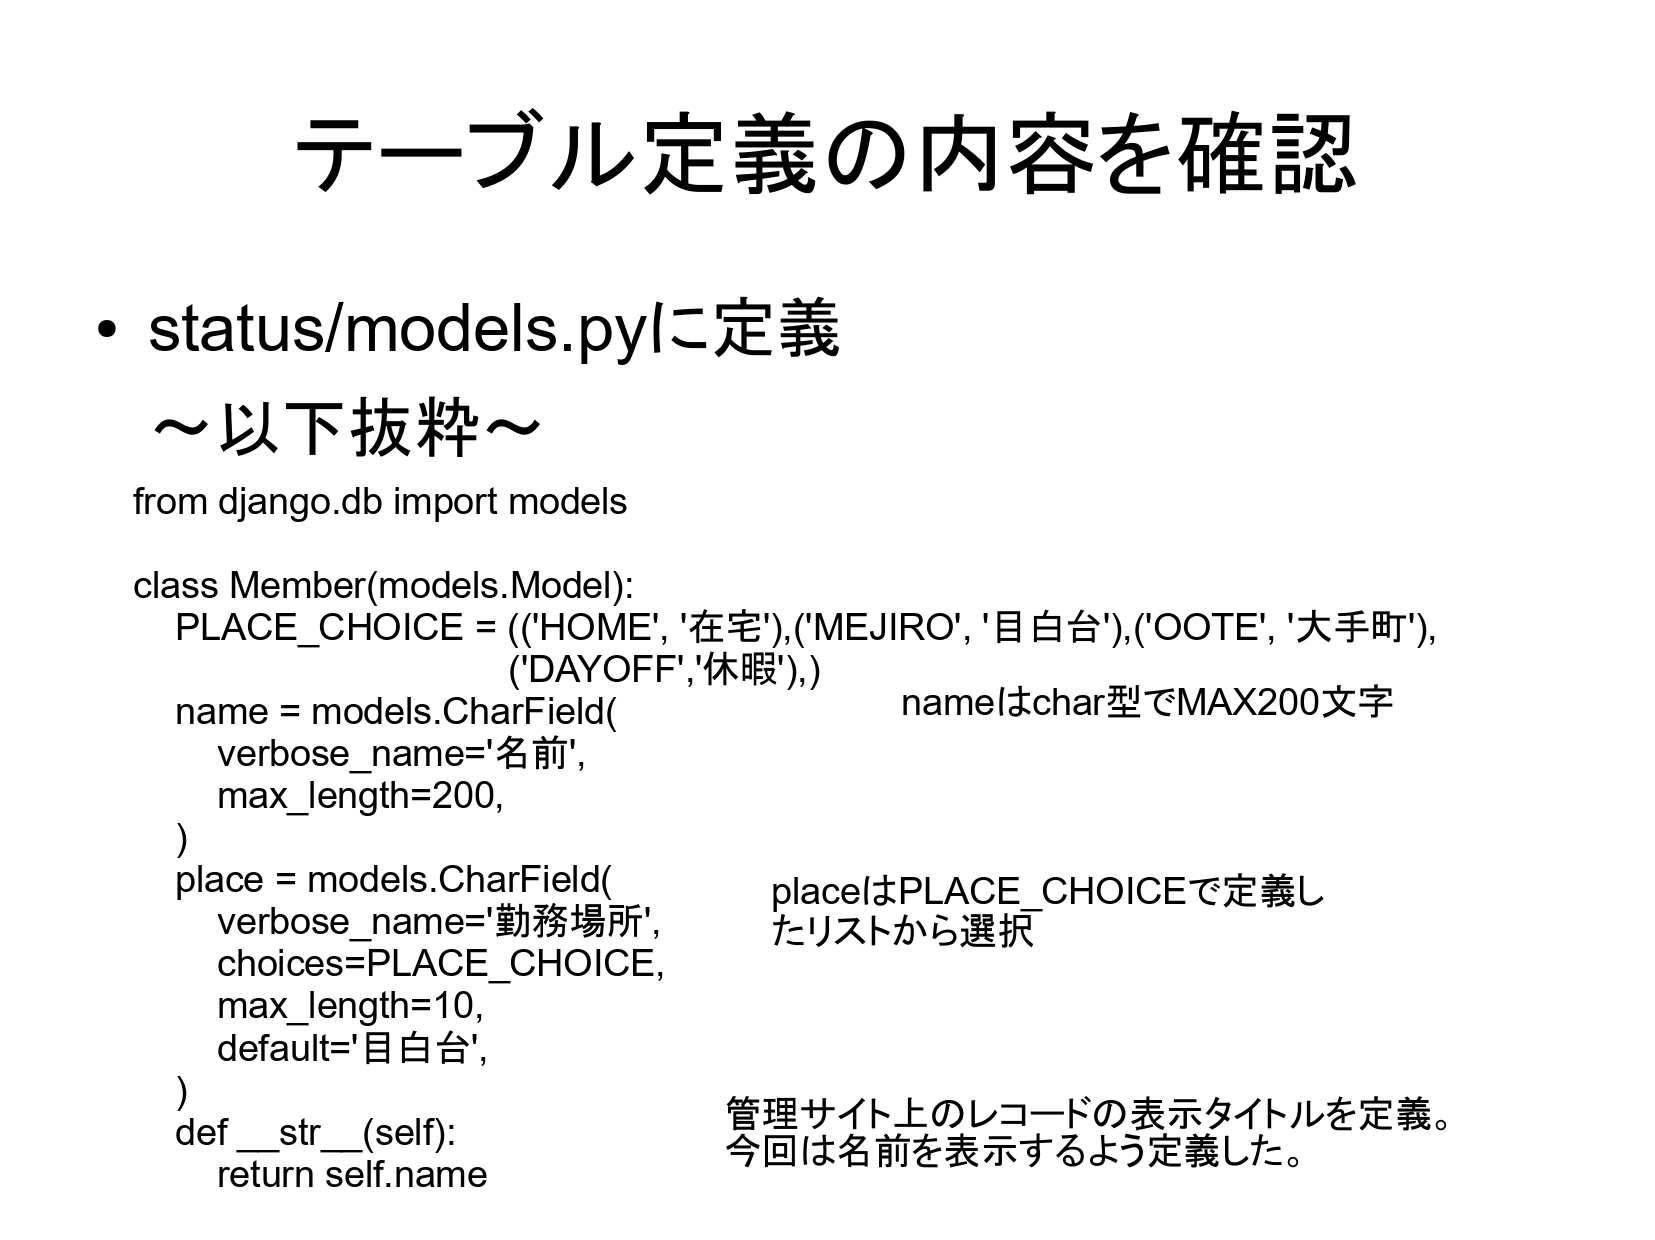 テーブル定義の内容を確認
• status/models.pyに定義
～以下抜粋～
from django.db import models
class Member(models.Model):
PLACE_CHOICE = (('HOME', '在宅'),('MEJIRO', '目白台'),('OOTE', '大手町'),
('DAYOFF','休暇'),)
nameはchar型でMAX200文字
name = models.CharField(
verbose_name='名前',
max_length=200,
)
place = models.CharField(
placeはPLACE_CHOICEで定義し
たリストから選択
verbose_name='勤務場所',
choices=PLACE_CHOICE,
max_length=10,
default='目白台',
)
管理サイト上のレコードの表示タイトルを定義。
今回は名前を表示するよう定義した。
def __str__(self):
return self.name